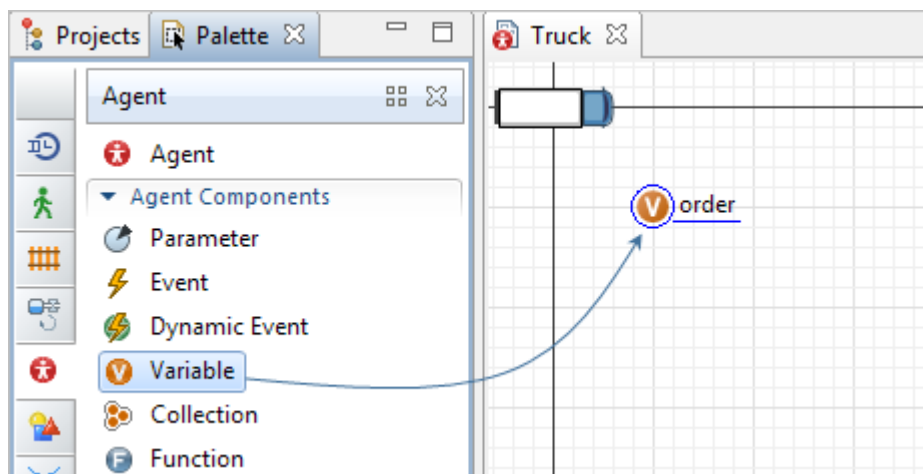 Projects
Palette
Truck
Agent
Agent
Agent Components
Parameter
Event
Dynamic Event
V Variable
Collection
F Function
V order